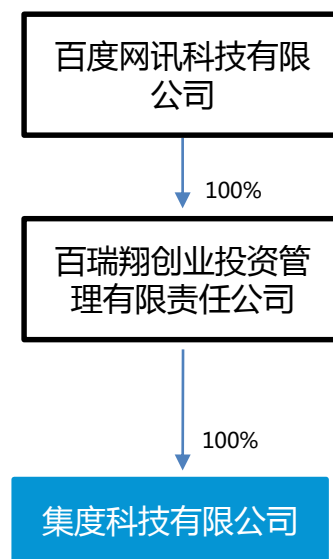 百度网讯科技有限
公司
100%
百瑞翔创业投资管
理有限责任公司
100%
集度科技有限公司